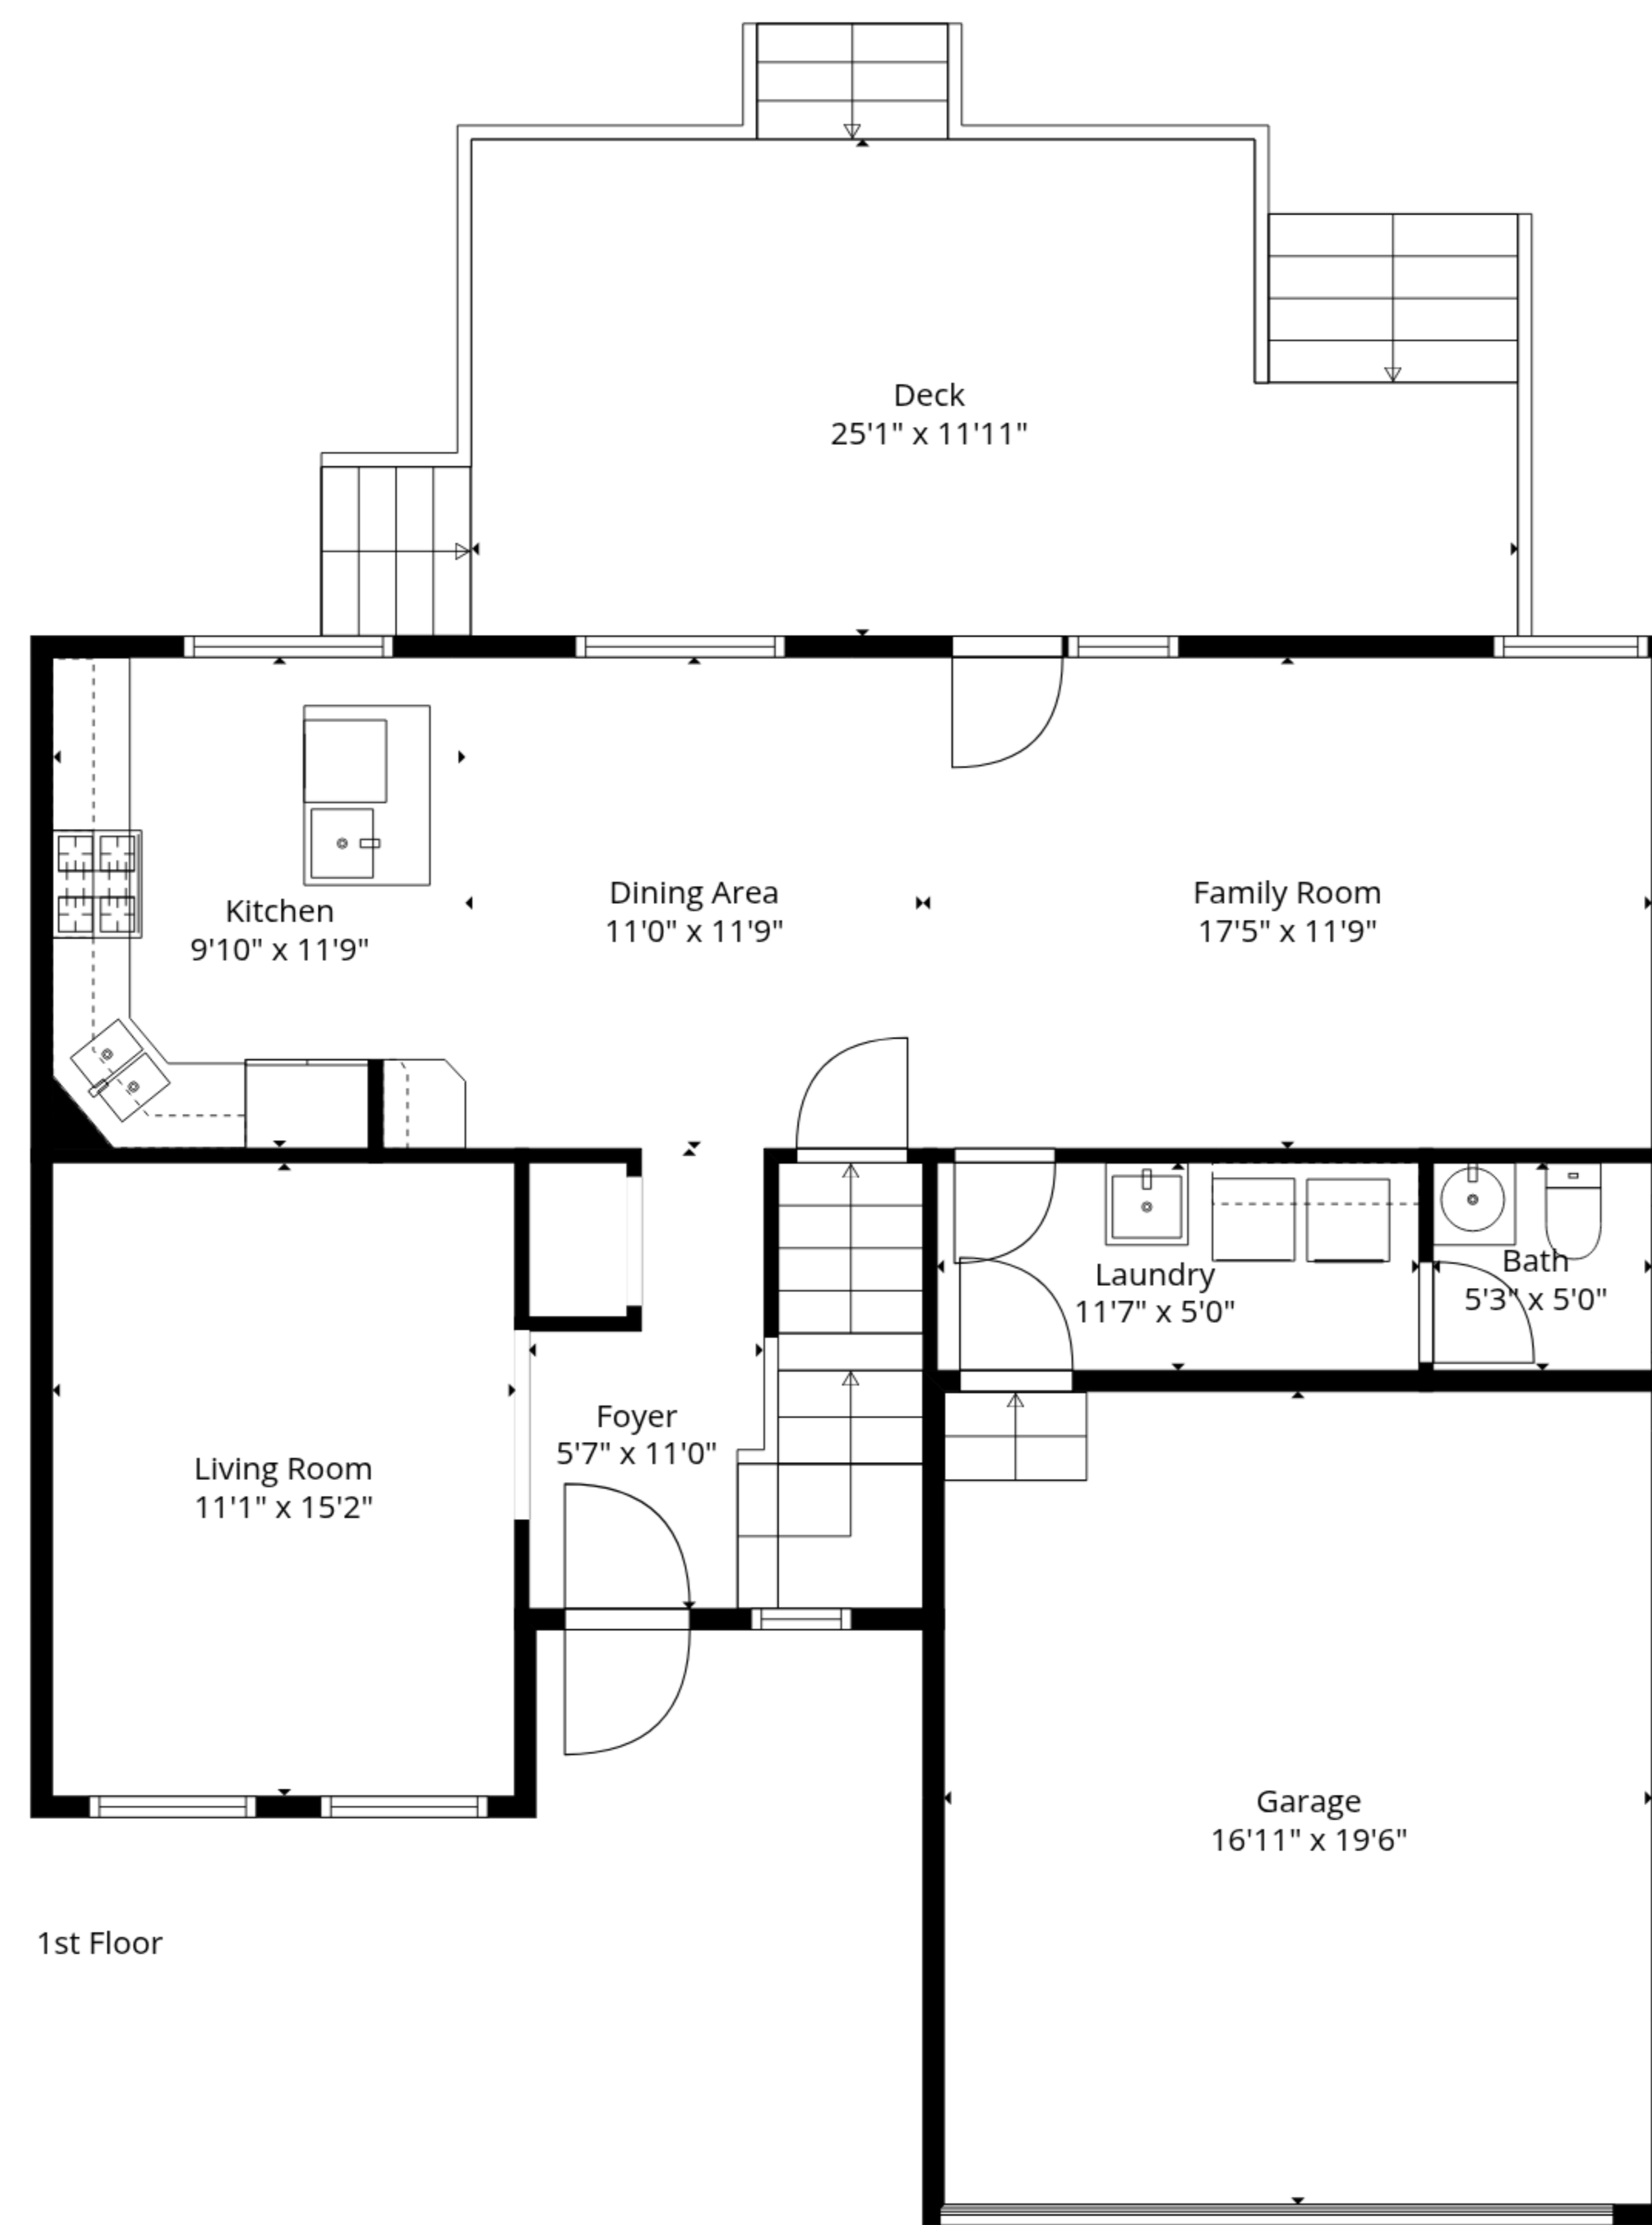 Deck
25'1" x 11'11"
Kitchen
9'10" x 11'9"
Dining Area
11'0" x 11'9"
Family Room
17'5" x 11'9"
Laundry
11'7" x 5'0"
Bath
5'3" x 5'0"
Foyer
5'7" x 11'0"
Living Room
11'1" x 15'2"
Garage
16'11" x 19'6"
1st Floor